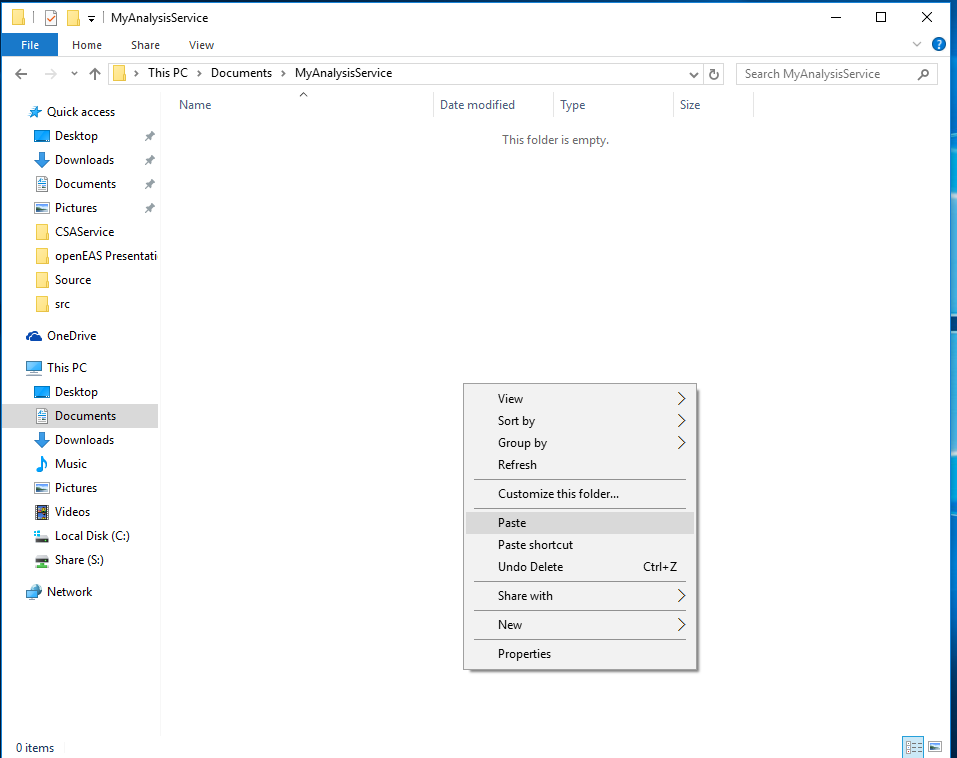 MyAnalysisService
File Home Share View
This PC Documents MyAnalysisService
Search MyAnalysisService
Name Date modified Type Size
This folder is empty.
Quick access
Desktop
Downloads
Documents
Pictures
CSAService
openEAS Presentati
Source
src
OneDrive
This PC
Desktop
Documents
Downloads
Music
Pictures
Videos
Local Disk (C:)
Share (S:)
Network
View
Sort by
Group by
Refresh
Customize this folder...
Paste
Paste shortcut
Undo Delete Ctrl+Z
Share with
New
Properties
0 items